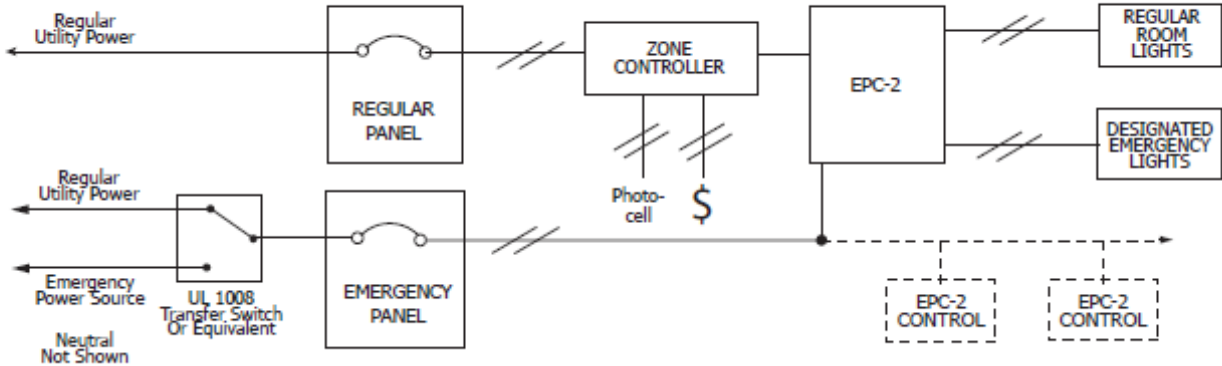 Regular
Utility Power
REGULAR
PANEL
ZONE
CONTROLLER
Photo-
cell
$
EPC-2
REGULAR
ROOM
LIGHTS
DESIGNATED
EMERGENCY
LIGHTS
Regular
Utility Power
Emergency
Power Source
Neutral
Not Shown
UL 1008
Transfer Switch
Or Equivalent
EMERGENCY
PANEL
EPC-2
CONTROL
EPC-2
CONTROL